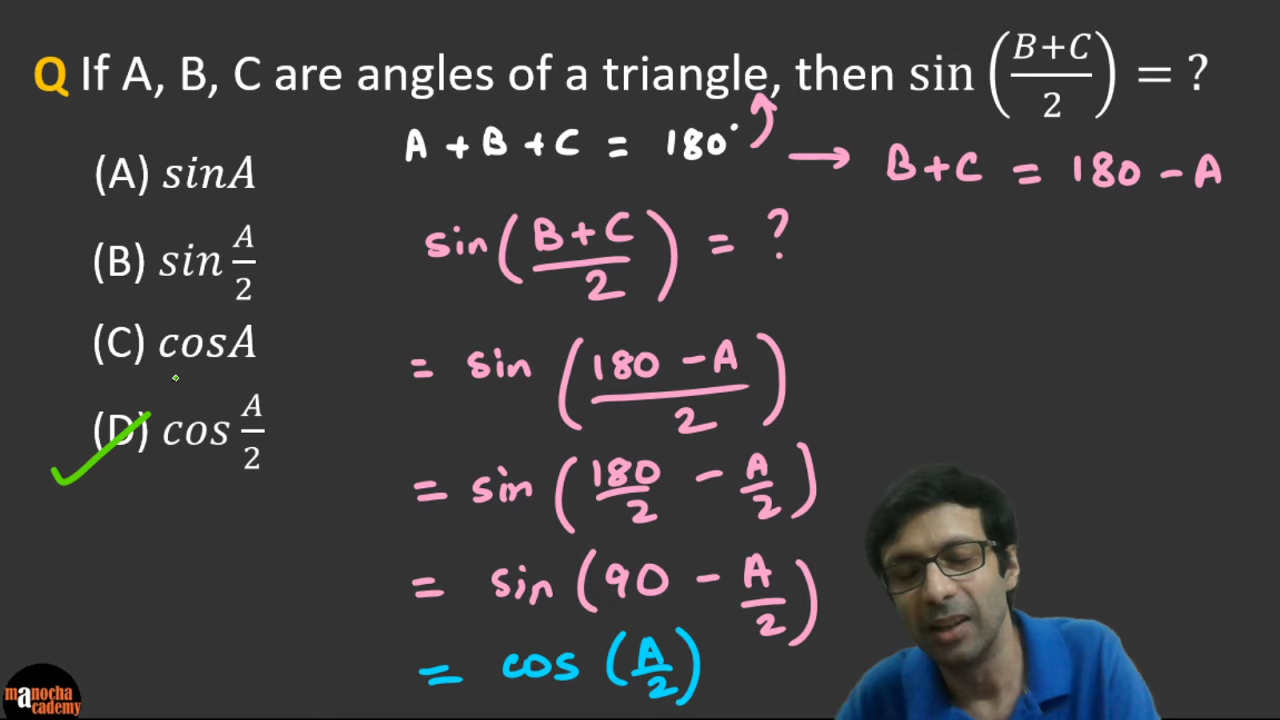 Q If A, B, C are angles of a triangle, then sin (B+C/2) = ?
A + B + C = 180°
→ B+C = 180 - A
(A) sinA
(B) sin A/2
(C) cosA
(D) cos A/2
sin(B+C/2) = ?
= sin (180 - A/2)
= sin (180/2 - A/2)
= sin (90 - A/2)
= cos (A/2)
manocha
academy